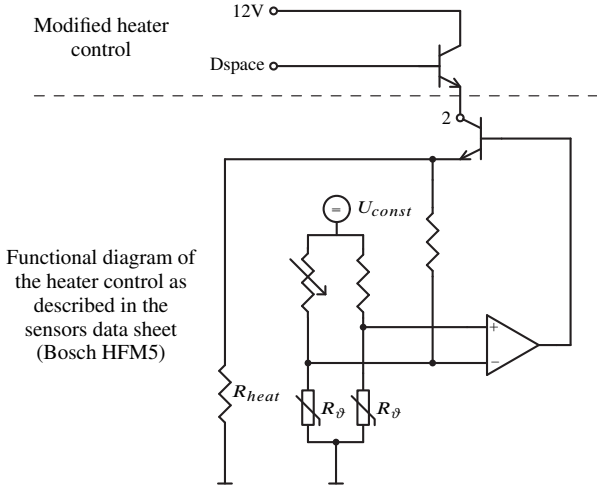 Modified heater
control
12V
Dspace
2
=
U_const
Functional diagram of
the heater control as
described in the
sensors data sheet
(Bosch HFM5)
+
−
R_heat
R_ϑ
R_ϑ